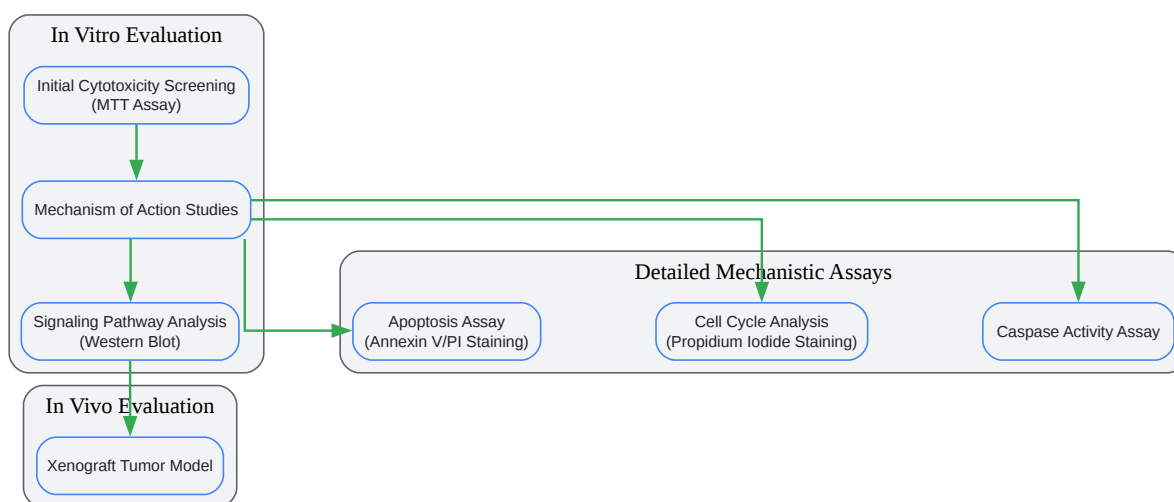 In Vitro Evaluation
Initial Cytotoxicity Screening
(MTT Assay)
Mechanism of Action Studies
Signaling Pathway Analysis
(Western Blot)
Detailed Mechanistic Assays
Apoptosis Assay
(Annexin V/PI Staining)
Cell Cycle Analysis
(Propidium Iodide Staining)
Caspase Activity Assay
In Vivo Evaluation
Xenograft Tumor Model